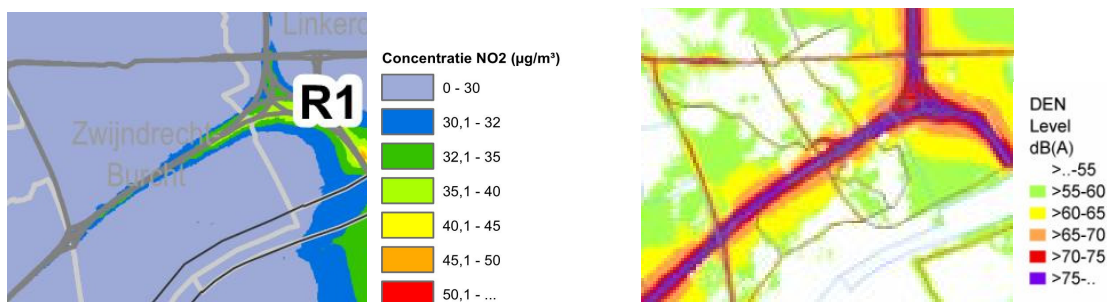 Linkero
R1
Zwijndrecht
Burcht
Concentratie NO2 (µg/m³)
0 - 30
30,1 - 32
32,1 - 35
35,1 - 40
40,1 - 45
45,1 - 50
50,1 - ...
DEN
Level
dB(A)
>..-55
>55-60
>60-65
>65-70
>70-75
>75-..